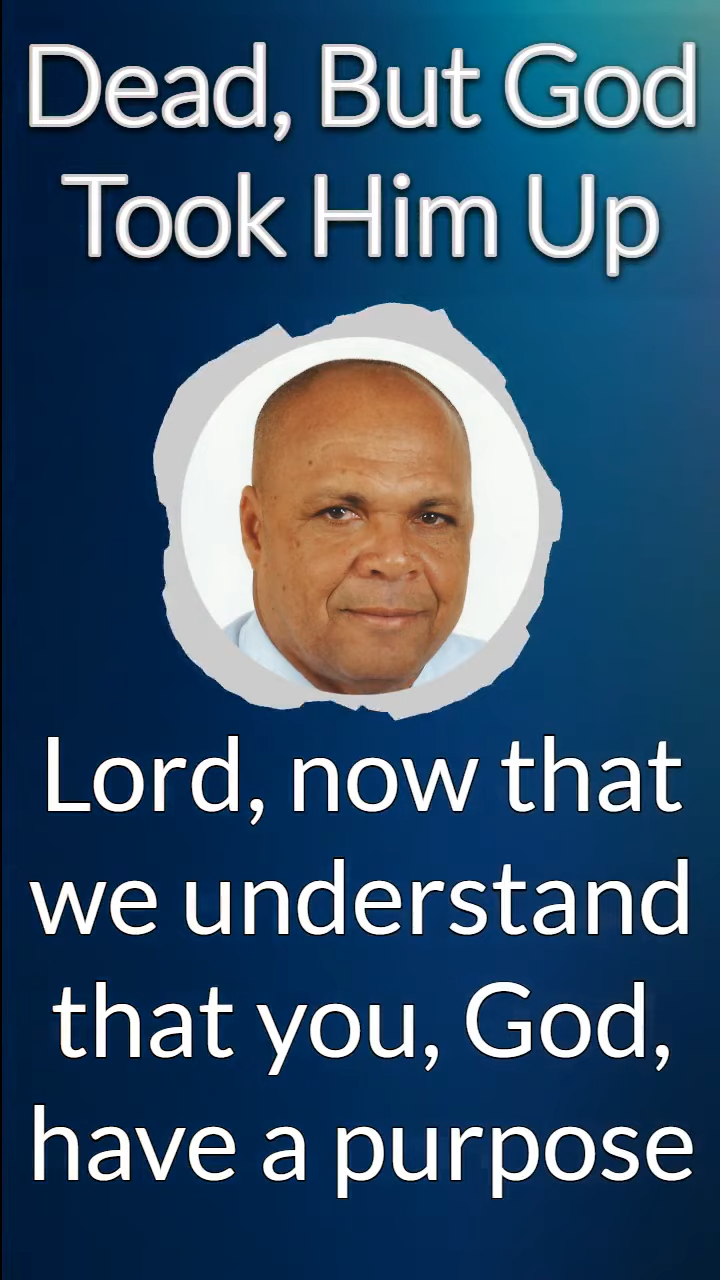 Dead, But God
Took Him Up
Lord, now that
we understand
that you, God,
have a purpose